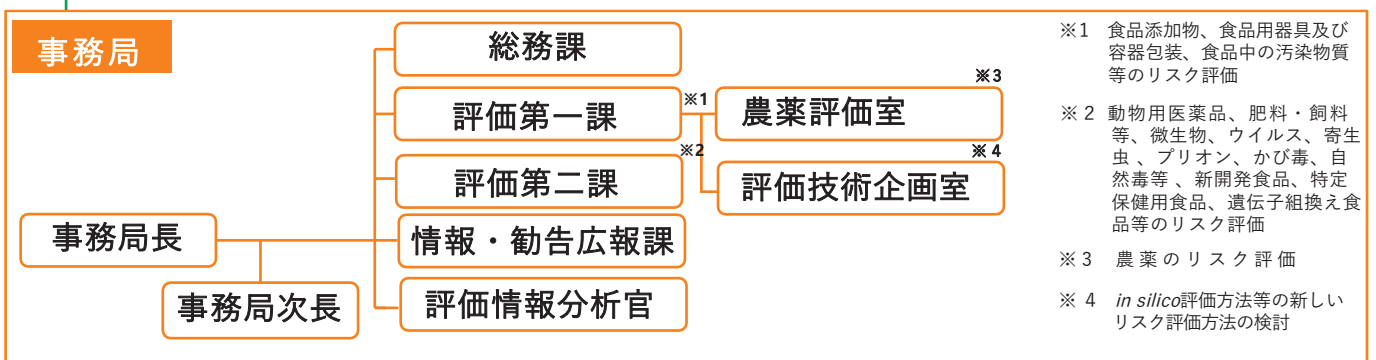 事務局
総務課
評価第一課
※1
※3
農薬評価室
評価第二課
※2
※４
評価技術企画室
事務局長
情報・勧告広報課
事務局次長
評価情報分析官
※1 食品添加物、食品用器具及び
容器包装、食品中の汚染物質
等のリスク評価
※２ 動物用医薬品、肥料・飼料
等、微生物、ウイルス、寄生
虫 、プリオン、かび毒、自
然毒等 、新開発食品、特定
保健用食品、遺伝子組換え食
品等のリスク評価
※３ 農薬のリスク評価
※４ in silico評価方法等の新しい
リスク評価方法の検討